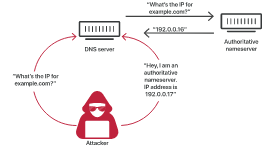 "What's the IP for
example.com?"
"192.0.0.16"
DNS server
Authoritative
nameserver
"What's the IP for
example.com?"
"Hey, i am an
authoritative
nameserver.
IP address is
192.0.0.17"
Attacker